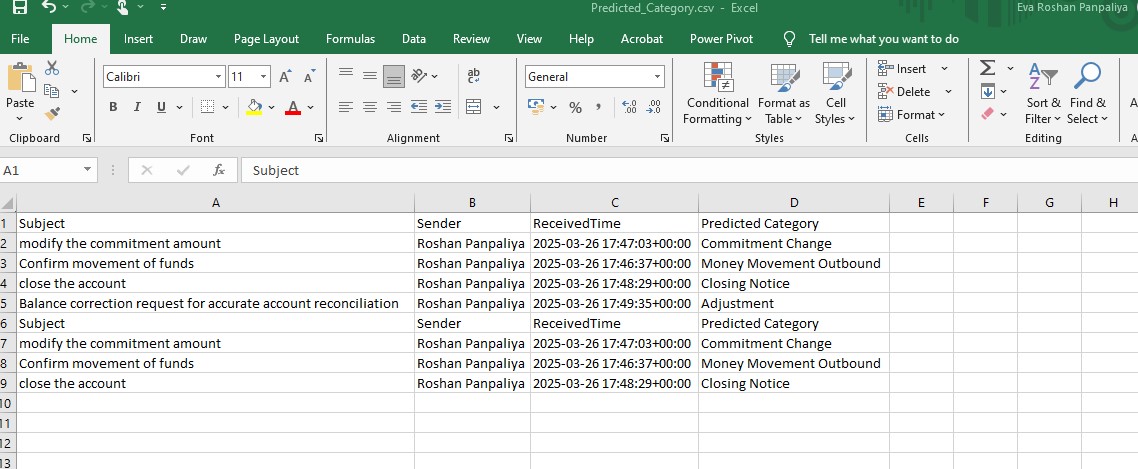 Predicted_Category.csv - Excel
Eva Roshan Panpaliya
File Home Insert Draw Page Layout Formulas Data Review View Help Acrobat Power Pivot Tell me what you want to do
Paste
Calibri 11 A A
B I U A
ab
General
% ,
.00 .0
Conditional Formatting
Format as Table
Cell Styles
Insert
Delete
Format
Sort & Filter
Find & Select
Clipboard Font Alignment Number Styles Cells Editing
A1 fx Subject
A B C D E F G H
1 Subject Sender ReceivedTime Predicted Category
2 modify the commitment amount Roshan Panpaliya 2025-03-26 17:47:03+00:00 Commitment Change
3 Confirm movement of funds Roshan Panpaliya 2025-03-26 17:46:37+00:00 Money Movement Outbound
4 close the account Roshan Panpaliya 2025-03-26 17:48:29+00:00 Closing Notice
5 Balance correction request for accurate account reconciliation Roshan Panpaliya 2025-03-26 17:49:35+00:00 Adjustment
6 Subject Sender ReceivedTime Predicted Category
7 modify the commitment amount Roshan Panpaliya 2025-03-26 17:47:03+00:00 Commitment Change
8 Confirm movement of funds Roshan Panpaliya 2025-03-26 17:46:37+00:00 Money Movement Outbound
9 close the account Roshan Panpaliya 2025-03-26 17:48:29+00:00 Closing Notice
10
11
12
13